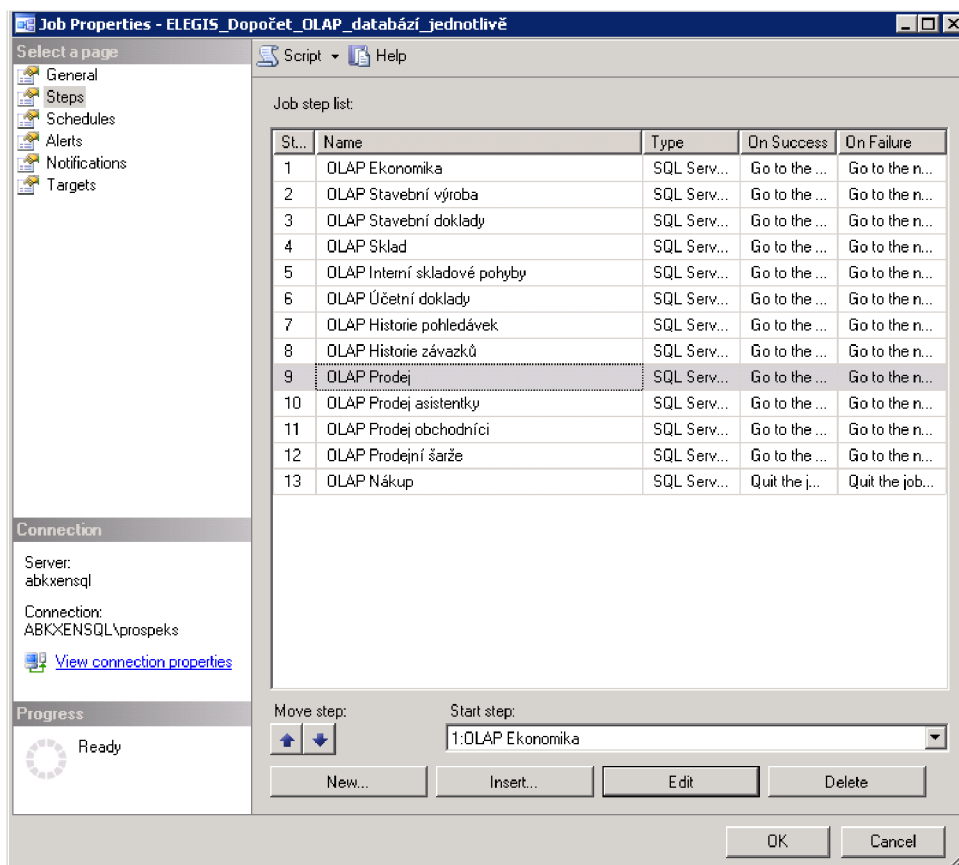 Job Properties - ELEGIS_Dopočet_OLAP_databází_jednotlivě
Select a page
General
Steps
Schedules
Alerts
Notifications
Targets
Script Help
Job step list:
St... Name Type On Success On Failure
1 OLAP Ekonomika SQL Serv... Go to the ... Go to the n...
2 OLAP Stavební výroba SQL Serv... Go to the ... Go to the n...
3 OLAP Stavební doklady SQL Serv... Go to the ... Go to the n...
4 OLAP Sklad SQL Serv... Go to the ... Go to the n...
5 OLAP Interní skladové pohyby SQL Serv... Go to the ... Go to the n...
6 OLAP Účetní doklady SQL Serv... Go to the ... Go to the n...
7 OLAP Historie pohledávek SQL Serv... Go to the ... Go to the n...
8 OLAP Historie závazků SQL Serv... Go to the ... Go to the n...
9 OLAP Prodej SQL Serv... Go to the ... Go to the n...
10 OLAP Prodej asistentky SQL Serv... Go to the ... Go to the n...
11 OLAP Prodej obchodníci SQL Serv... Go to the ... Go to the n...
12 OLAP Prodejní šarže SQL Serv... Go to the ... Go to the n...
13 OLAP Nákup SQL Serv... Quit the j... Quit the job...
Connection
Server:
abkxensql
Connection:
ABKXENSQL\prospeks
View connection properties
Progress
Ready
Move step: Start step:
1:OLAP Ekonomika
New... Insert... Edit Delete
OK Cancel